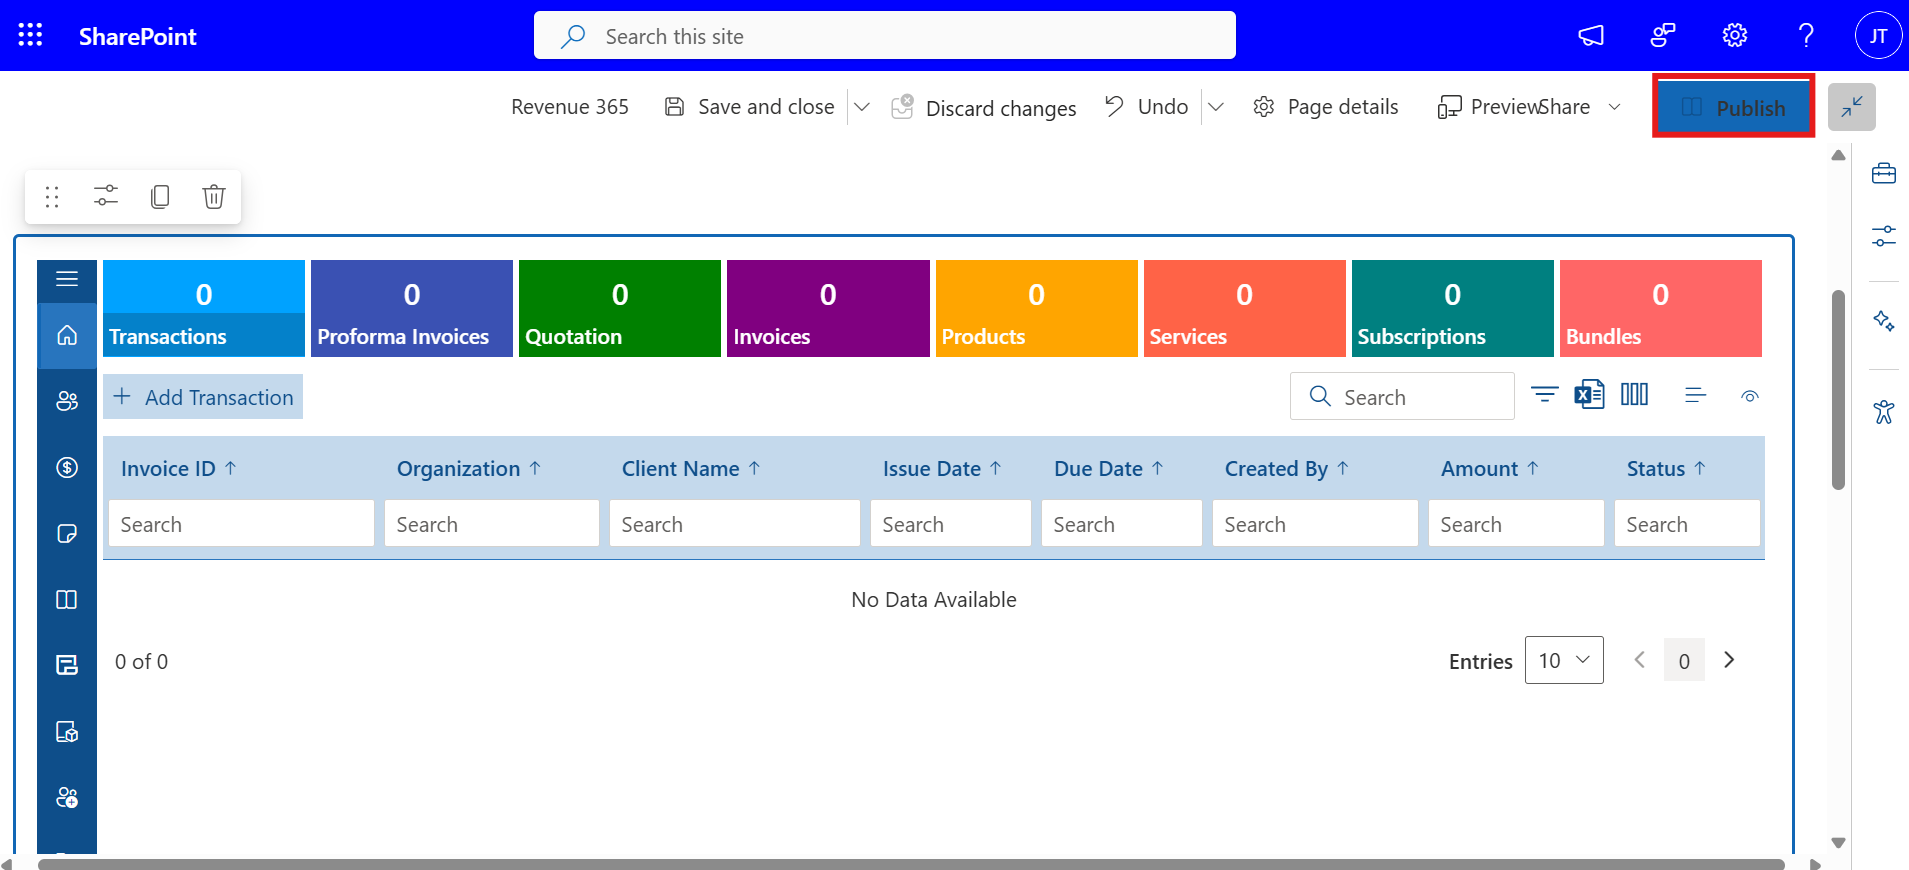 SharePoint
Search this site
JT
Revenue 365
Save and close
Discard changes
Undo
Page details
Preview
Share
Publish
0
Transactions
0
Proforma Invoices
0
Quotation
0
Invoices
0
Products
0
Services
0
Subscriptions
0
Bundles
+ Add Transaction
Search
Invoice ID ↑
Organization ↑
Client Name ↑
Issue Date ↑
Due Date ↑
Created By ↑
Amount ↑
Status ↑
Search
Search
Search
Search
Search
Search
Search
Search
No Data Available
0 of 0
Entries
10
0